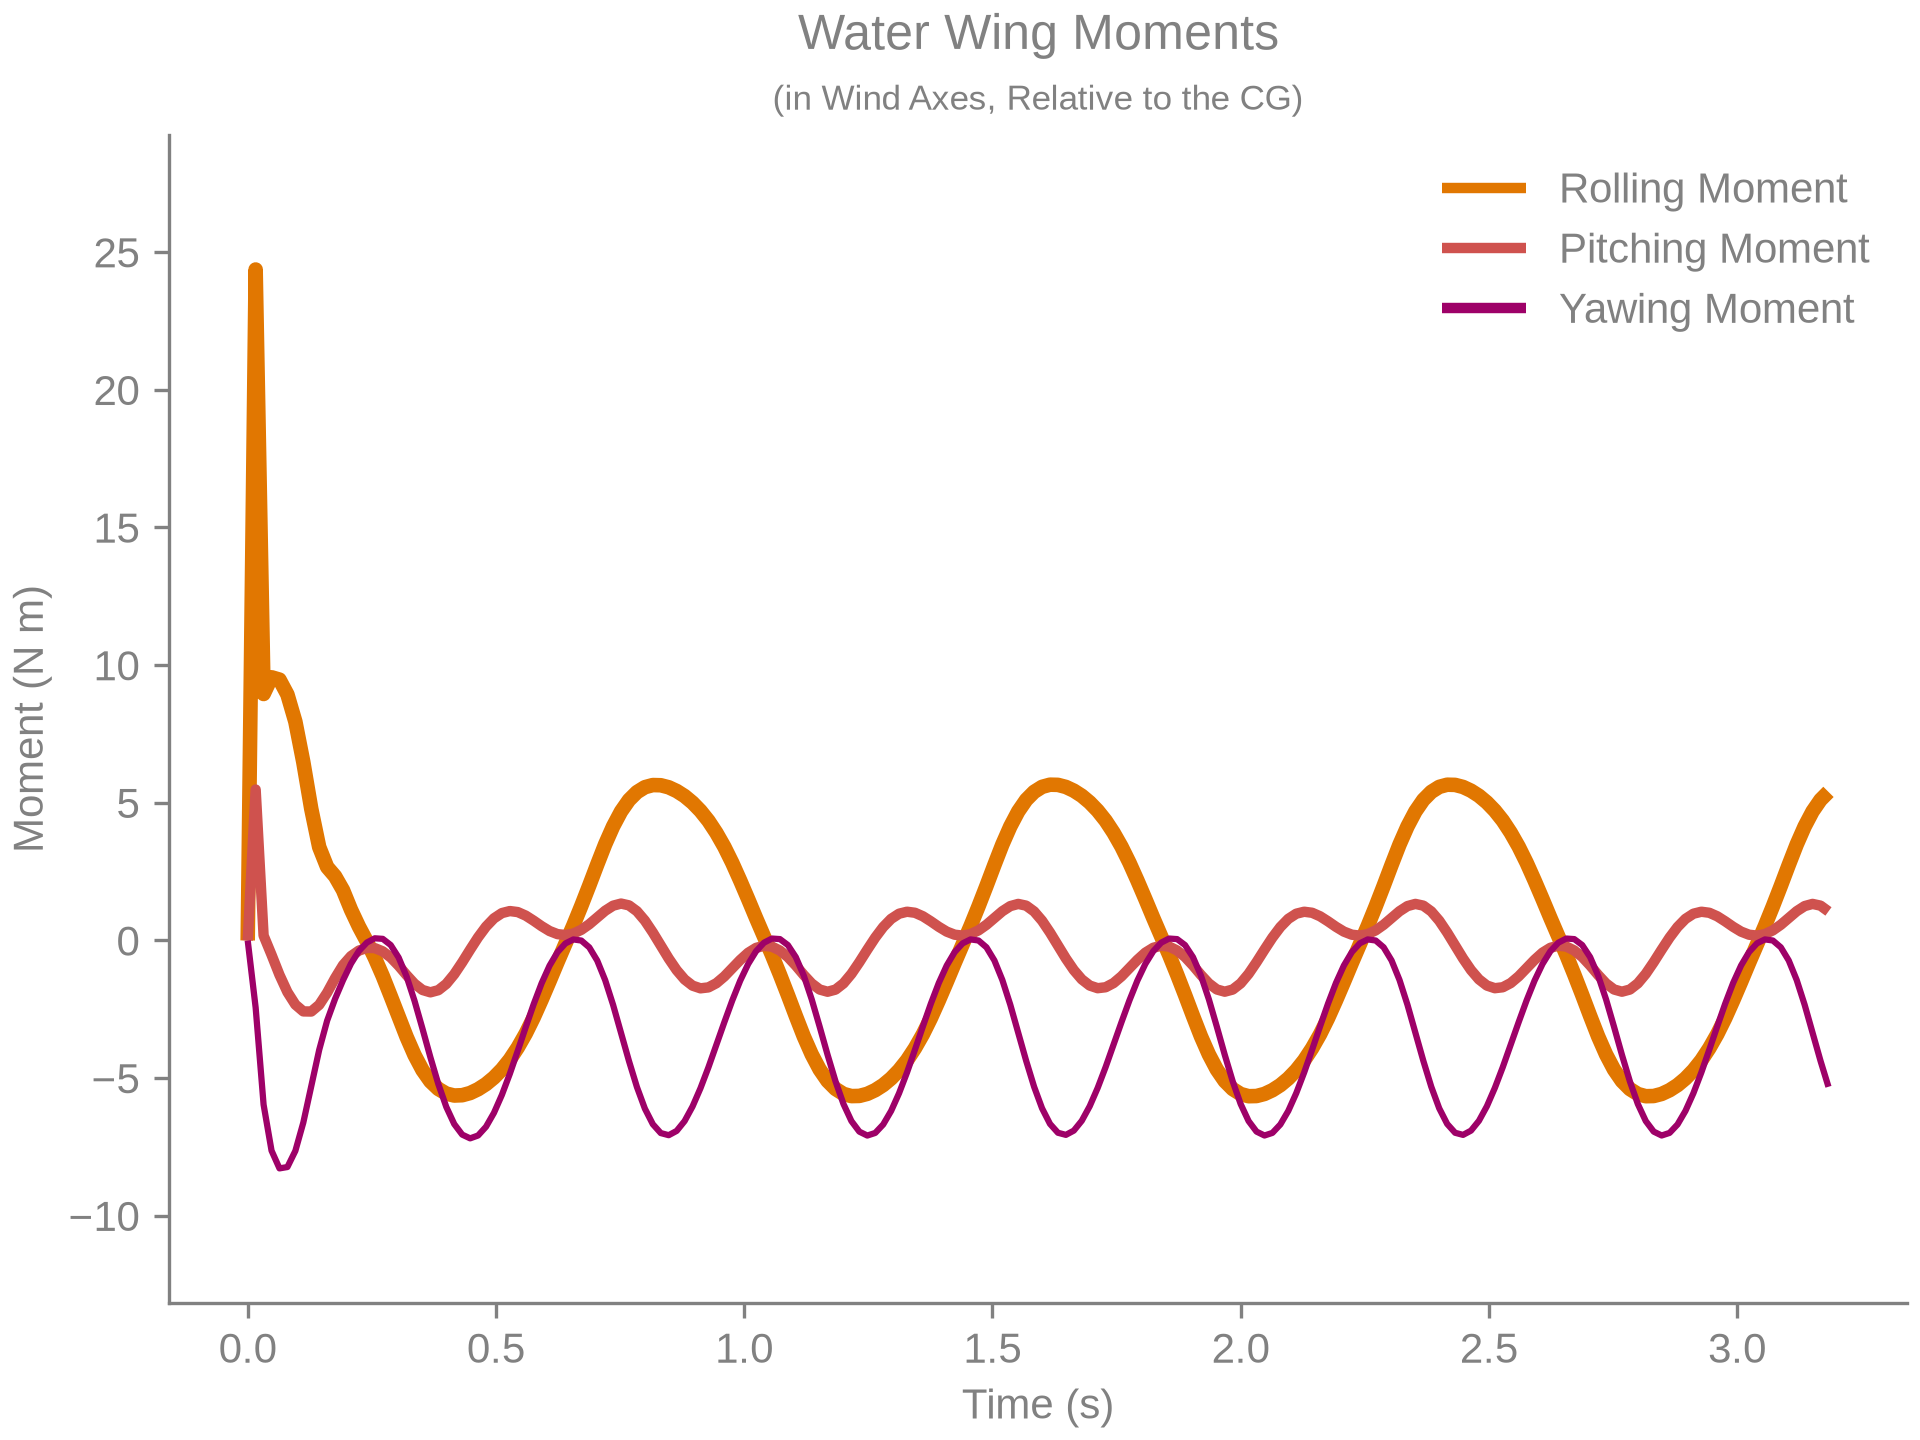 Water Wing Moments
(in Wind Axes, Relative to the CG)
Rolling Moment
Pitching Moment
Yawing Moment
25
20
15
10
5
0
−5
−10
Moment (N m)
0.0 0.5 1.0 1.5 2.0 2.5 3.0
Time (s)